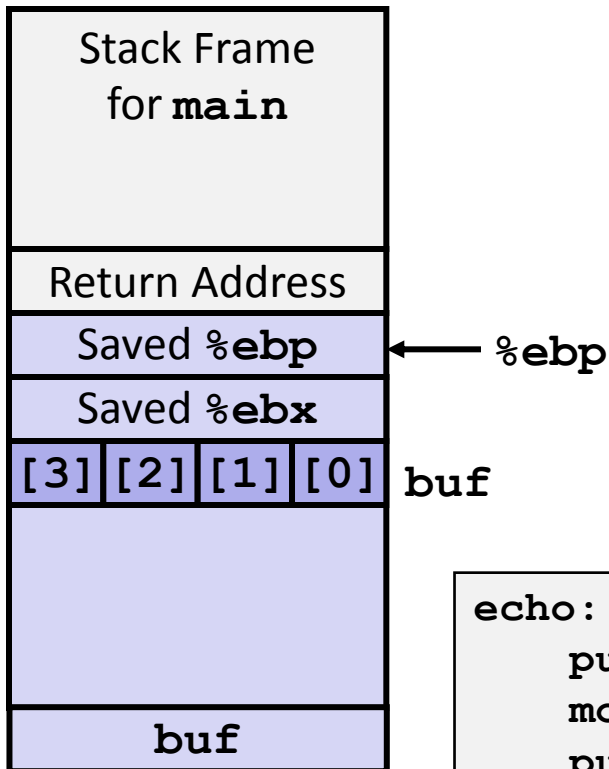 Stack Frame
for main
Return Address
Saved %ebp
%ebp
Saved %ebx
[3] [2] [1] [0]
buf
buf
echo: